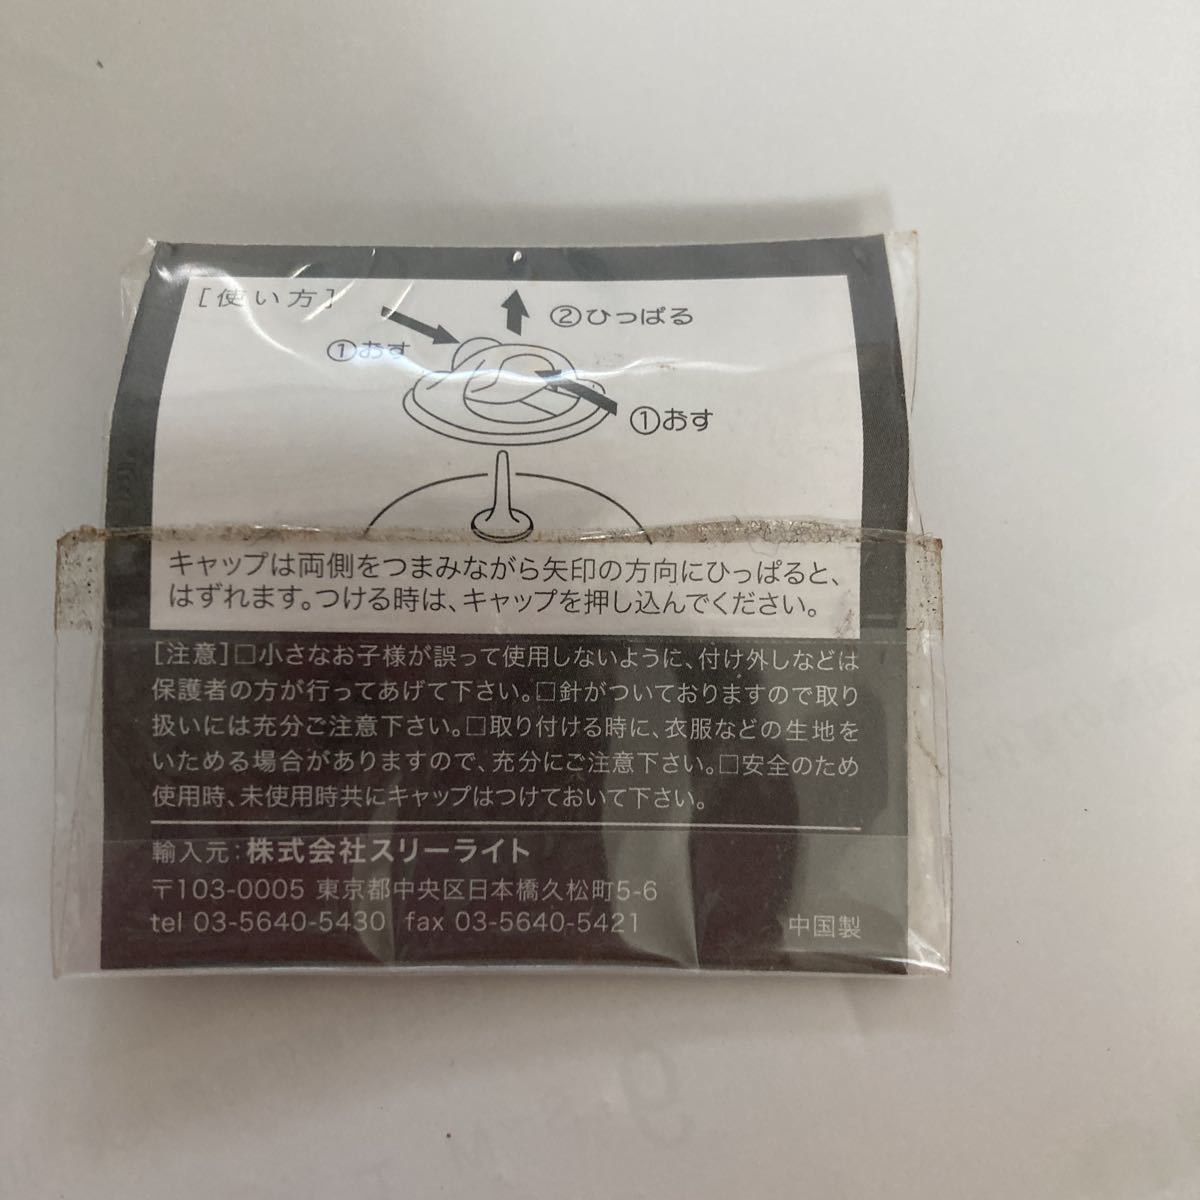 [使い方]
②ひっぱる
①おす
①おす
キャップは両側をつまみながら矢印の方向にひっぱると、
はずれます。つける時は、キャップを押し込んでください。
[注意]□小さなお子様が誤って使用しないように、付け外しなどは
保護者の方が行ってあげて下さい。□針がついておりますので取り
扱いには充分ご注意下さい。□取り付ける時に、衣服などの生地を
いためる場合がありますので、充分にご注意下さい。□安全のため
使用時、未使用時共にキャップはつけておいて下さい。
輸入元:株式会社スリーライト
〒103-0005 東京都中央区日本橋久松町5-6
tel 03-5640-5430 fax 03-5640-5421
中国製